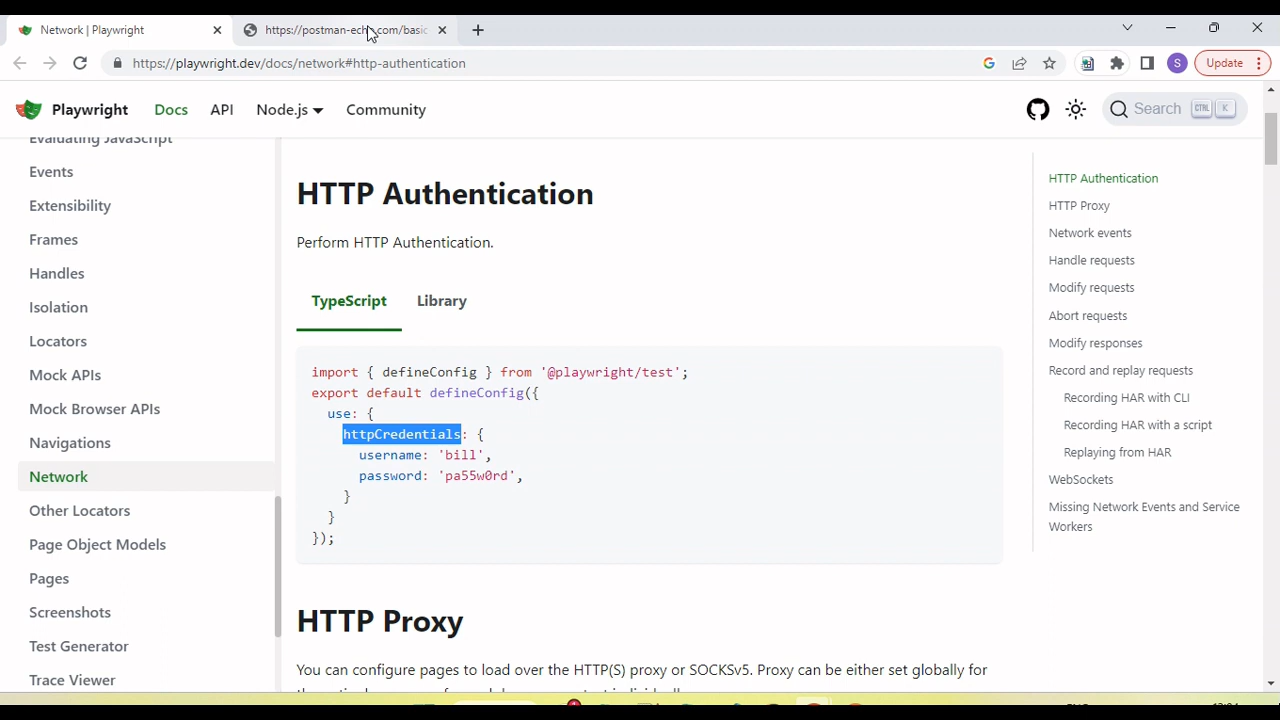 Network | Playwright
https://postman-echo.com/basic
https://playwright.dev/docs/network#http-authentication
S
Update
Playwright
Docs
API
Node.js
Community
Search
CTRL
K
Evaluating JavaScript
Events
Extensibility
Frames
Handles
Isolation
Locators
Mock APIs
Mock Browser APIs
Navigations
Network
Other Locators
Page Object Models
Pages
Screenshots
Test Generator
Trace Viewer
HTTP Authentication
Perform HTTP Authentication.
TypeScript
Library
import { defineConfig } from '@playwright/test';
export default defineConfig({
use: {
httpCredentials: {
username: 'bill',
password: 'pa55w0rd',
}
}
});
HTTP Proxy
You can configure pages to load over the HTTP(S) proxy or SOCKSv5. Proxy can be either set globally for
HTTP Authentication
HTTP Proxy
Network events
Handle requests
Modify requests
Abort requests
Modify responses
Record and replay requests
Recording HAR with CLI
Recording HAR with a script
Replaying from HAR
WebSockets
Missing Network Events and Service
Workers